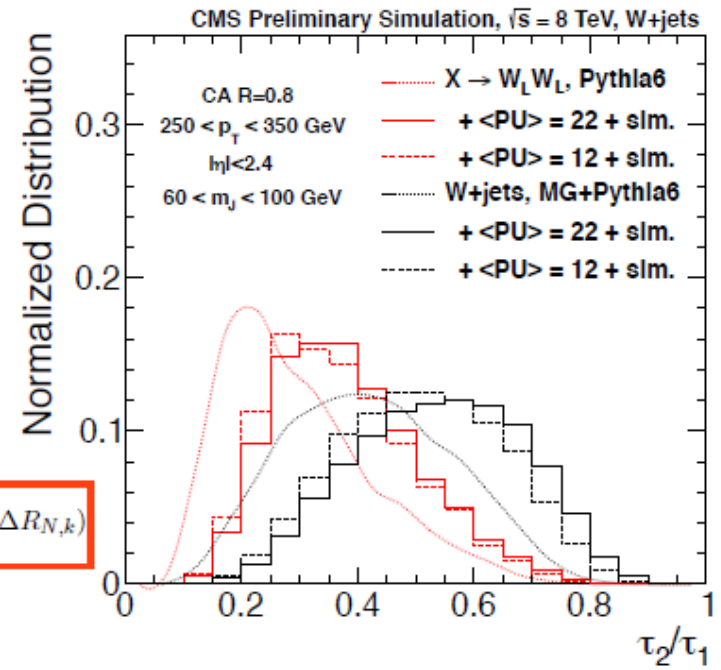 CMS Preliminary Simulation, √s = 8 TeV, W+jets
Normalized Distribution
CA R=0.8
250 < p_T < 350 GeV
|η|<2.4
60 < m_J < 100 GeV
X → W_L W_L, Pythia6
+ <PU> = 22 + sim.
+ <PU> = 12 + sim.
W+jets, MG+Pythia6
+ <PU> = 22 + sim.
+ <PU> = 12 + sim.
0.3
0.2
0.1
0
ΔR_{N,k})
0 0.2 0.4 0.6 0.8 1
τ₂/τ₁